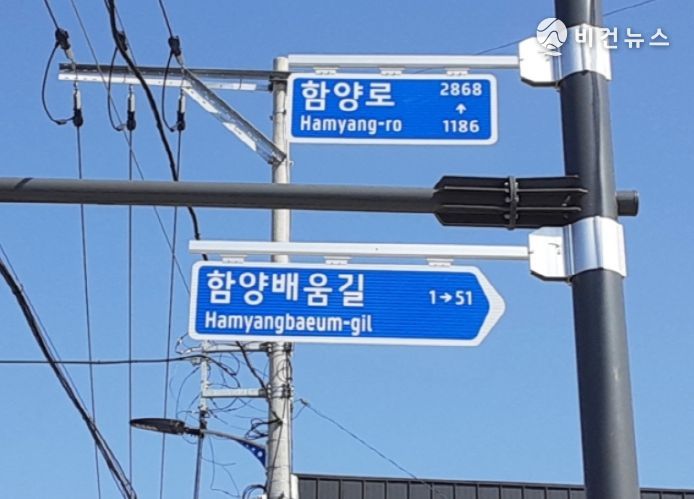 비건뉴스
함양로 2868
↑
Hamyang-ro 1186
함양배움길 1→51
Hamyangbaeum-gil